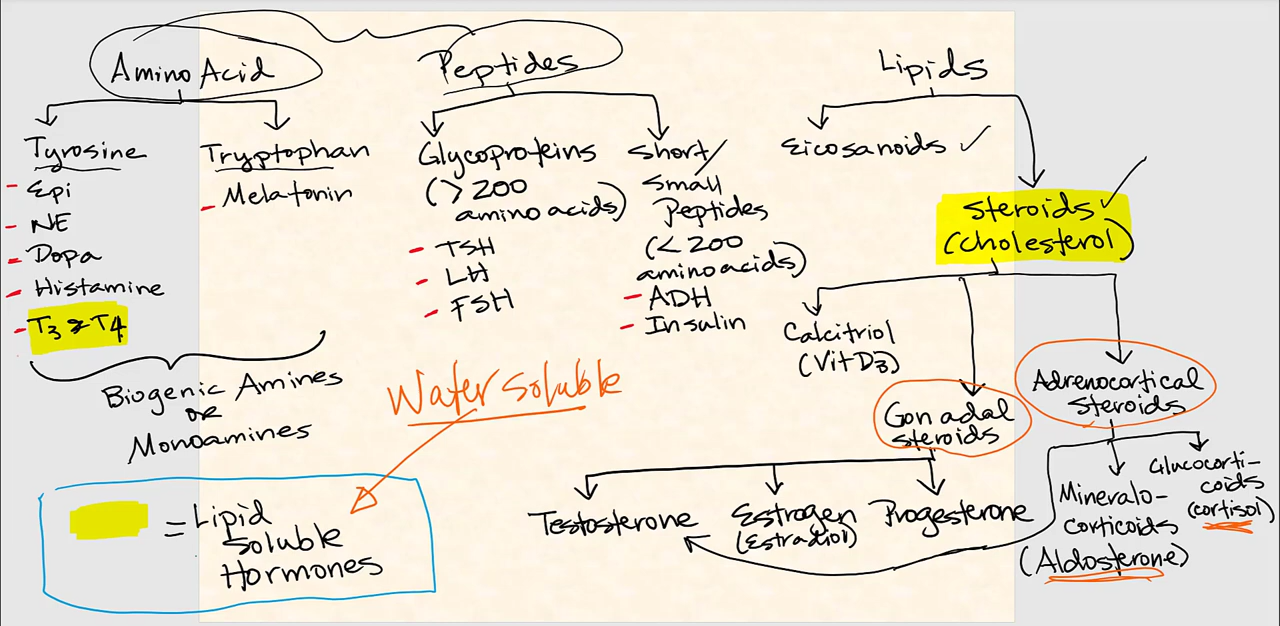 Amino Acid
Tyrosine
- Epi
- NE
- Dopa
- Histamine
- T3 & T4
Tryptophan
- Melatonin
Biogenic Amines
or
Monoamines
Peptides
Glycoproteins
(> 200
amino acids)
- TSH
- LH
- FSH
Short/
Small
Peptides
(< 200
amino acids)
- ADH
- Insulin
Water Soluble
= Lipid
Soluble
Hormones
Lipids
Eicosanoids ✓
Steroids ✓
(cholesterol)
Calcitriol
(Vit D3)
Gonadal
steroids
Testosterone
Estrogen
(Estradiol)
Progesterone
Adrenocortical
steroids
Mineralo-
corticoids
(Aldosterone)
Glucocorti-
coids
(cortisol)